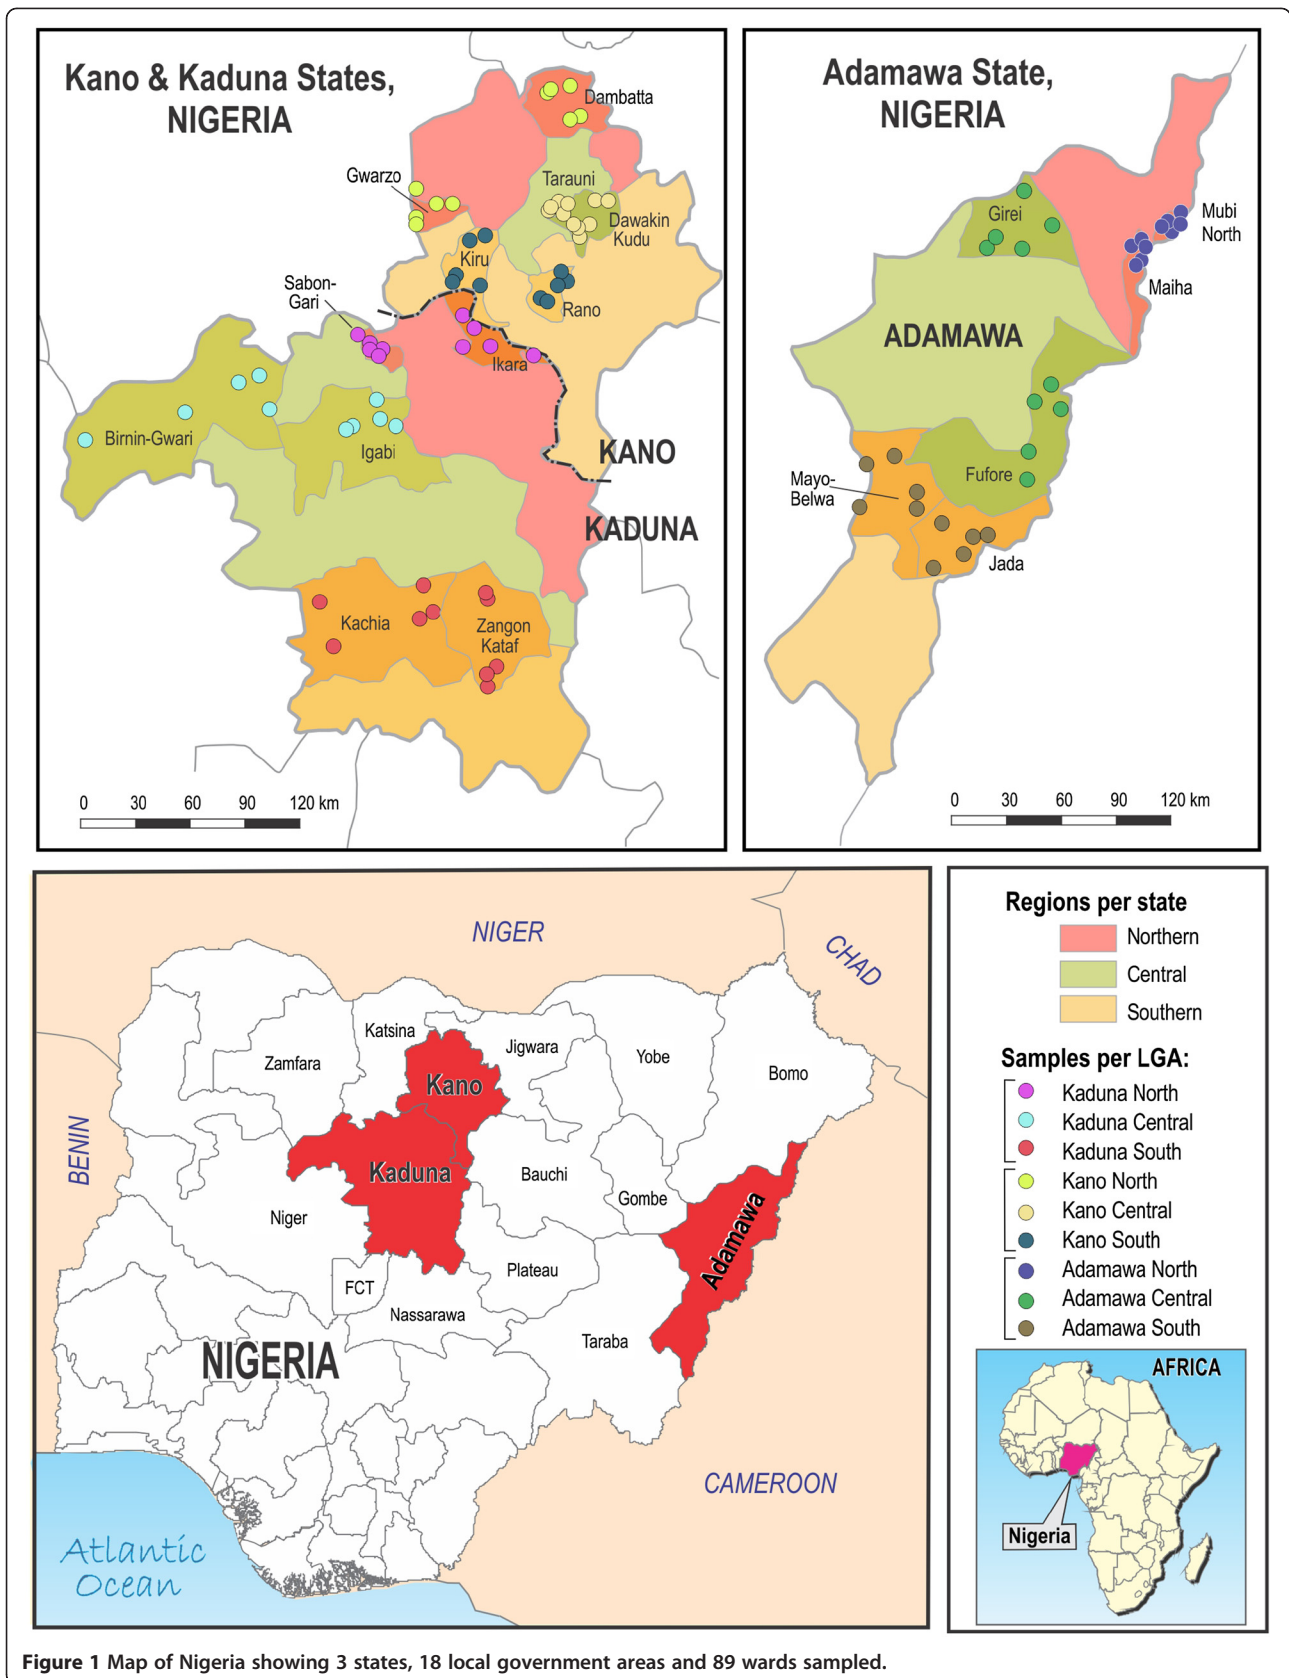 Kano & Kaduna States,
NIGERIA
Dambatta
Gwarzo
Tarauni
Dawakin
Kudu
Kiru
Sabon-
Gari
Rano
Ikara
Birnin-Gwari
Igabi
KANO
KADUNA
Kachia
Zangon
Kataf
0 30 60 90 120 km
Adamawa State,
NIGERIA
Girei
Mubi
North
Maiha
ADAMAWA
Mayo-
Belwa
Fufore
Jada
0 30 60 90 120 km
NIGER
CHAD
Katsina
Zamfara
Jigwara
Yobe
Bomo
Kano
BENIN
Kaduna
Bauchi
Gombe
Niger
Adamawa
FCT
Plateau
Nassarawa
Taraba
NIGERIA
CAMEROON
Atlantic
Ocean
Regions per state
Northern
Central
Southern
Samples per LGA:
Kaduna North
Kaduna Central
Kaduna South
Kano North
Kano Central
Kano South
Adamawa North
Adamawa Central
Adamawa South
AFRICA
Nigeria
Figure 1 Map of Nigeria showing 3 states, 18 local government areas and 89 wards sampled.